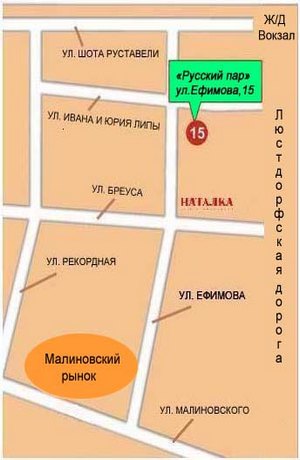 Ж/Д
Вокзал
УЛ. ШОТА РУСТАВЕЛИ
«Русский пар»
ул.Ефимова,15
УЛ. ИВАНА И ЮРИЯ ЛИПЫ
15
Люстдорфская дорога
УЛ. БРЕУСА
НАТАЛКА
УЛ. РЕКОРДНАЯ
УЛ. ЕФИМОВА
Малиновский
рынок
УЛ. МАЛИНОВСКОГО